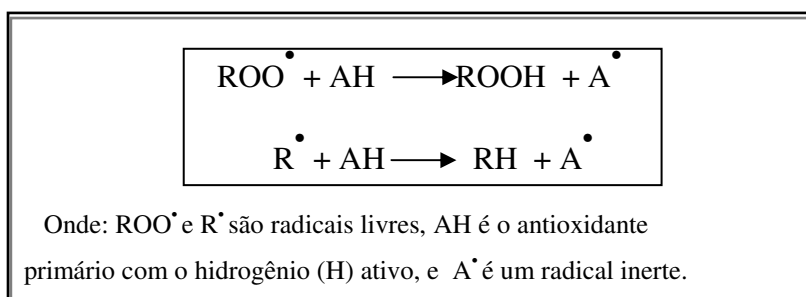 ROO• + AH ⟶ ROOH + A•
R• + AH ⟶ RH + A•
Onde: ROO• e R• são radicais livres, AH é o antioxidante
primário com o hidrogênio (H) ativo, e A• é um radical inerte.